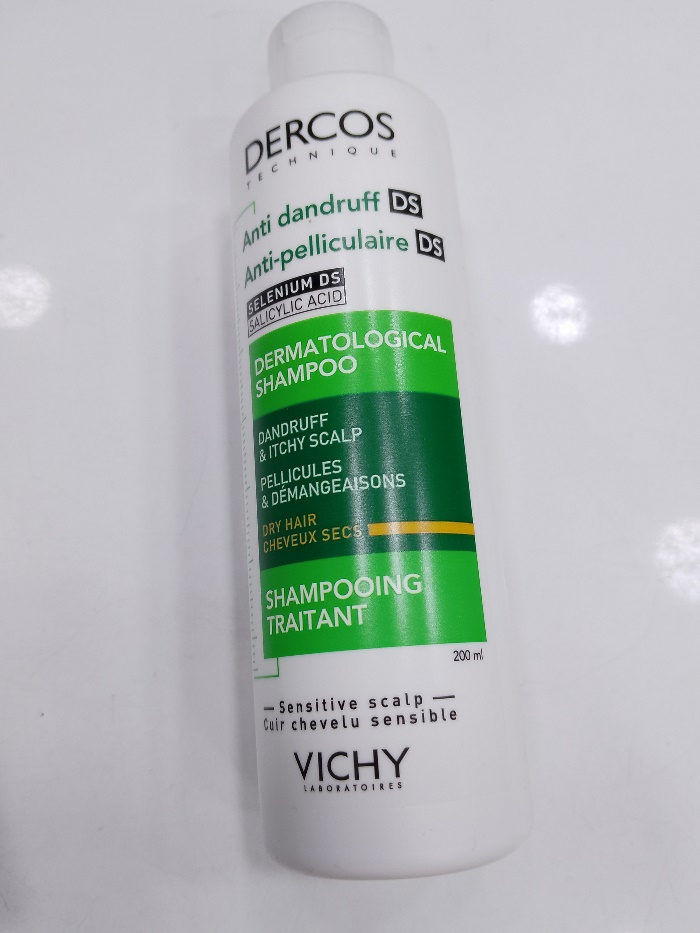 DERCOS
TECHNIQUE
Anti dandruff DS
Anti-pelliculaire DS
SELENIUM DS
SALICYLIC ACID
DERMATOLOGICAL
SHAMPOO
DANDRUFF
& ITCHY SCALP
PELLICULES
& DÉMANGEAISONS
DRY HAIR
CHEVEUX SECS
SHAMPOOING
TRAITANT
200 ml
— Sensitive scalp —
Cuir chevelu sensible
VICHY
LABORATOIRES